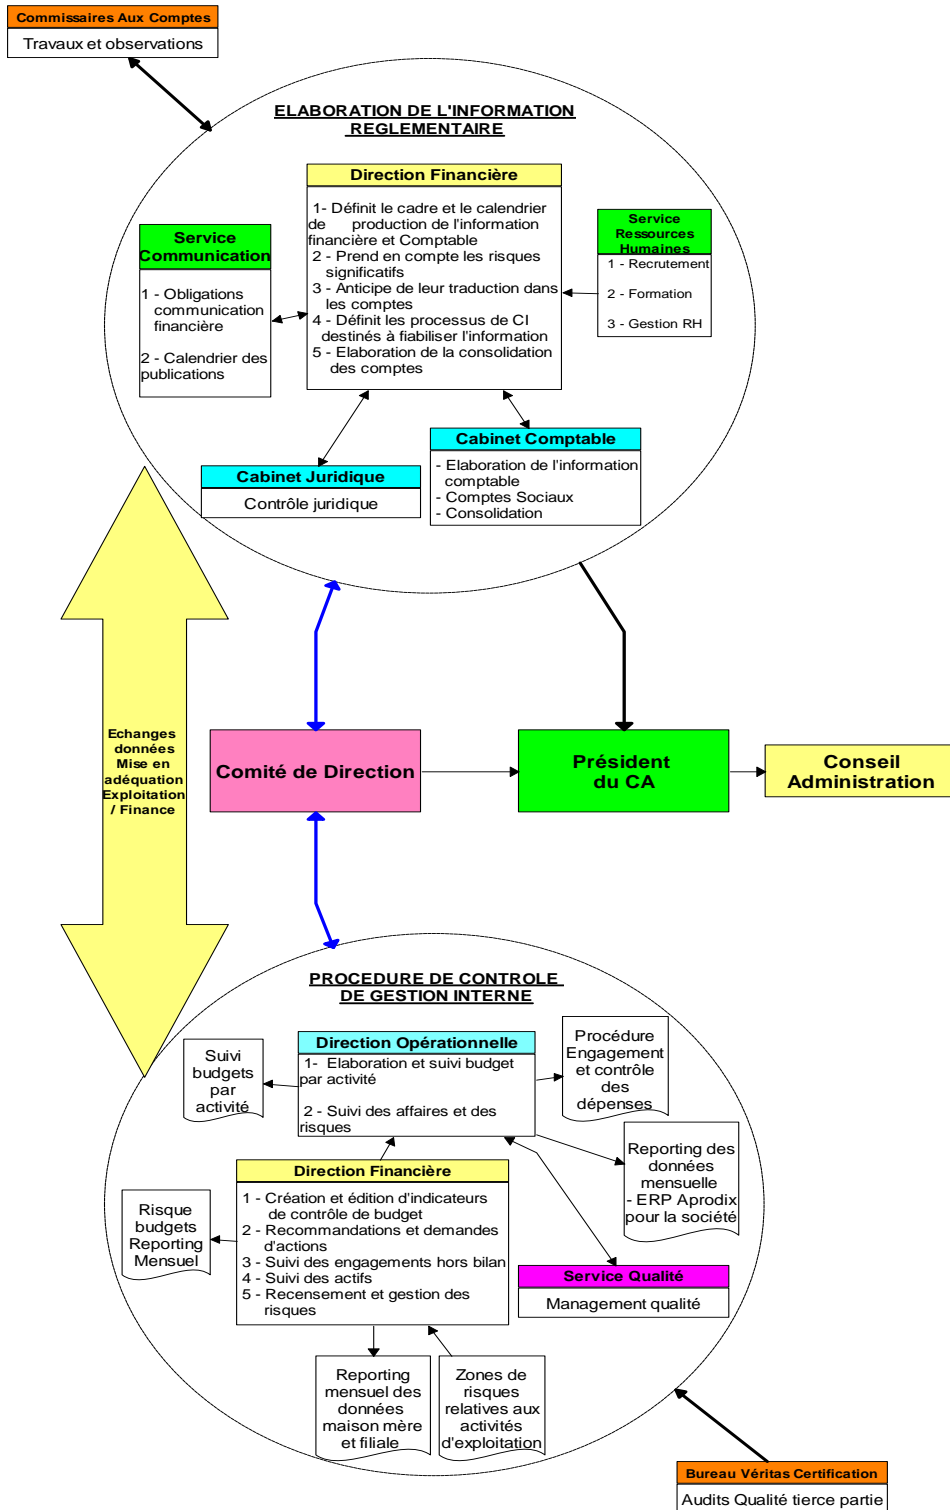 Commissaires Aux Comptes
Travaux et observations
ELABORATION DE L'INFORMATION
REGLEMENTAIRE
Direction Financière
1- Définit le cadre et le calendrier
de production de l'information
financière et Comptable
2 - Prend en compte les risques
significatifs
3 - Anticipe de leur traduction dans
les comptes
4 - Définit les processus de CI
destinés à fiabiliser l'information
5 - Elaboration de la consolidation
des comptes
Service
Communication
1 - Obligations
communication
financière
2 - Calendrier des
publications
Service
Ressources
Humaines
1 - Recrutement
2 - Formation
3 - Gestion RH
Cabinet Juridique
Contrôle juridique
Cabinet Comptable
- Elaboration de l'information
comptable
- Comptes Sociaux
- Consolidation
Echanges
données
Mise en
adéquation
Exploitation
/ Finance
Comité de Direction
Président
du CA
Conseil
Administration
PROCEDURE DE CONTROLE
DE GESTION INTERNE
Direction Opérationnelle
1- Elaboration et suivi budget
par activité
2 - Suivi des affaires et des
risques
Suivi
budgets
par
activité
Procédure
Engagement
et contrôle
des
dépenses
Reporting des
données
mensuelle
- ERP Aprodix
pour la société
Direction Financière
1 - Création et édition d'indicateurs
de contrôle de budget
2 - Recommandations et demandes
d'actions
3 - Suivi des engagements hors bilan
4 - Suivi des actifs
5 - Recensement et gestion des
risques
Risque
budgets
Reporting
Mensuel
Service Qualité
Management qualité
Reporting
mensuel des
données
maison mère
et filiale
Zones de
risques
relatives aux
activités
d'exploitation
Bureau Véritas Certification
Audits Qualité tierce partie